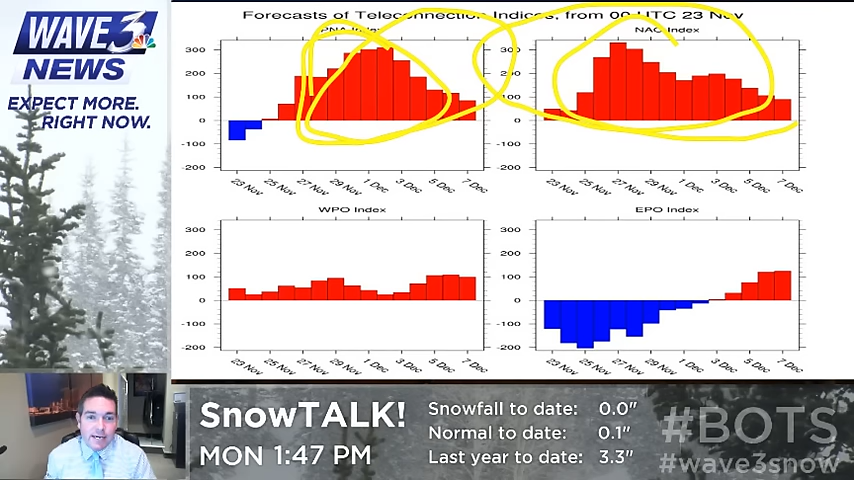 WAVE 3
NEWS
EXPECT MORE.
RIGHT NOW.
Forecasts of Teleconnection Indices, from 00 UTC 23 Nov
PNA Index
300
200
100
0
-100
-200
23 Nov
25 Nov
27 Nov
29 Nov
1 Dec
3 Dec
5 Dec
7 Dec
NAO Index
300
200
100
0
-100
-200
23 Nov
25 Nov
27 Nov
29 Nov
1 Dec
3 Dec
5 Dec
7 Dec
WPO Index
300
200
100
0
-100
-200
23 Nov
25 Nov
27 Nov
29 Nov
1 Dec
3 Dec
5 Dec
7 Dec
EPO Index
300
200
100
0
-100
-200
23 Nov
25 Nov
27 Nov
29 Nov
1 Dec
3 Dec
5 Dec
7 Dec
SnowTALK!
MON 1:47 PM
Snowfall to date: 0.0"
Normal to date: 0.1"
Last year to date: 3.3"
#BOTS
#wave3snow